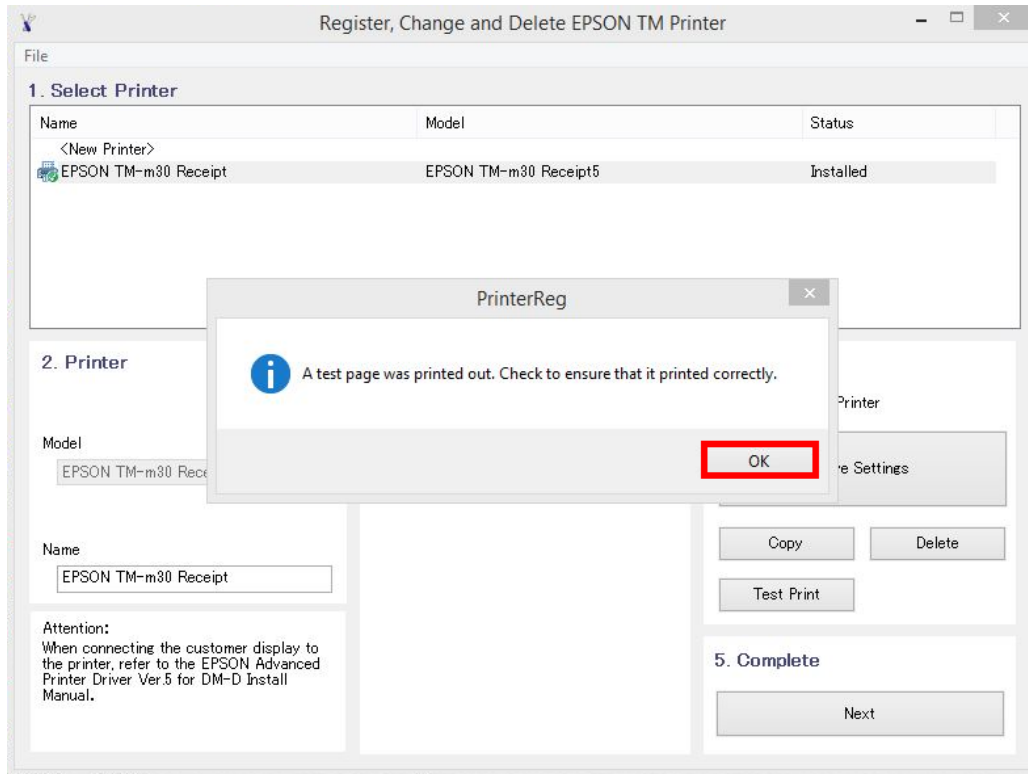 Register, Change and Delete EPSON TM Printer
File
1. Select Printer
Name Model Status
<New Printer>
EPSON TM-m30 Receipt EPSON TM-m30 Receipt5 Installed
PrinterReg
A test page was printed out. Check to ensure that it printed correctly.
OK
2. Printer
Model
EPSON TM-m30 Rece
Name
EPSON TM-m30 Receipt
Attention:
When connecting the customer display to
the printer, refer to the EPSON Advanced
Printer Driver Ver.5 for DM-D Install
Manual.
Printer
Settings
Copy Delete
Test Print
5. Complete
Next